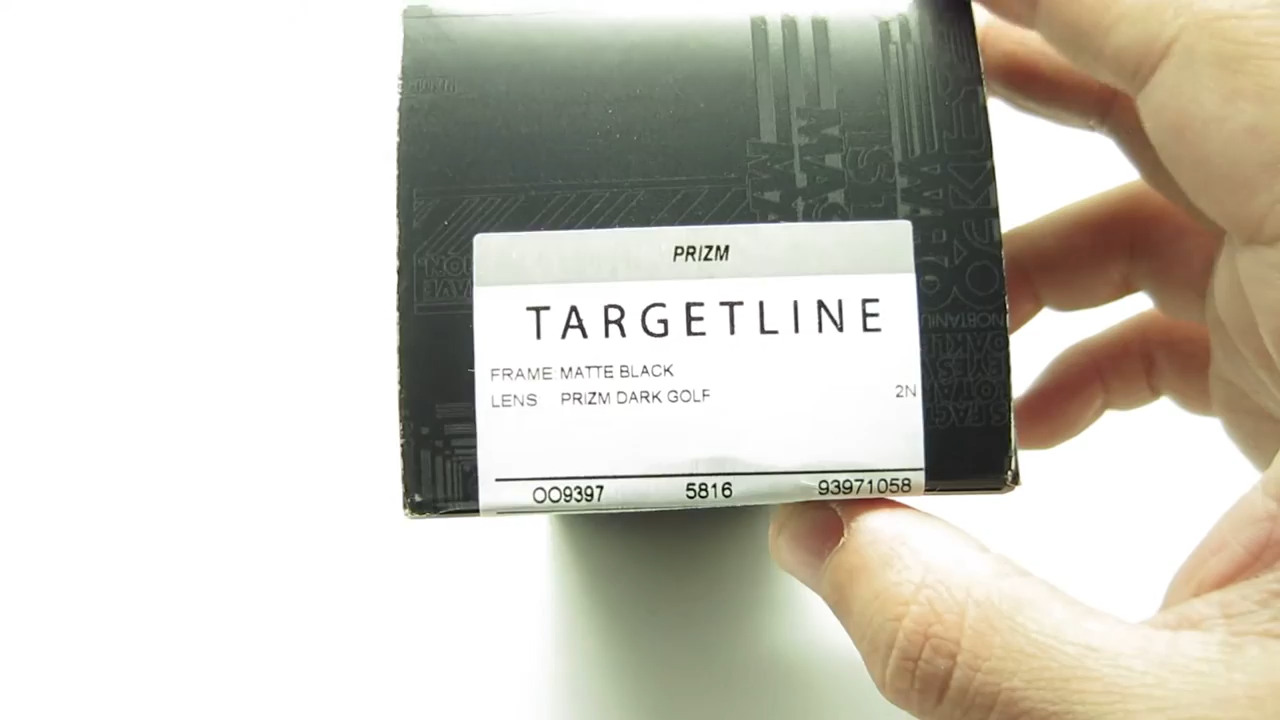 PRIZM
TARGETLINE
FRAME: MATTE BLACK
LENS PRIZM DARK GOLF 2N
OO9397 5816 93971058